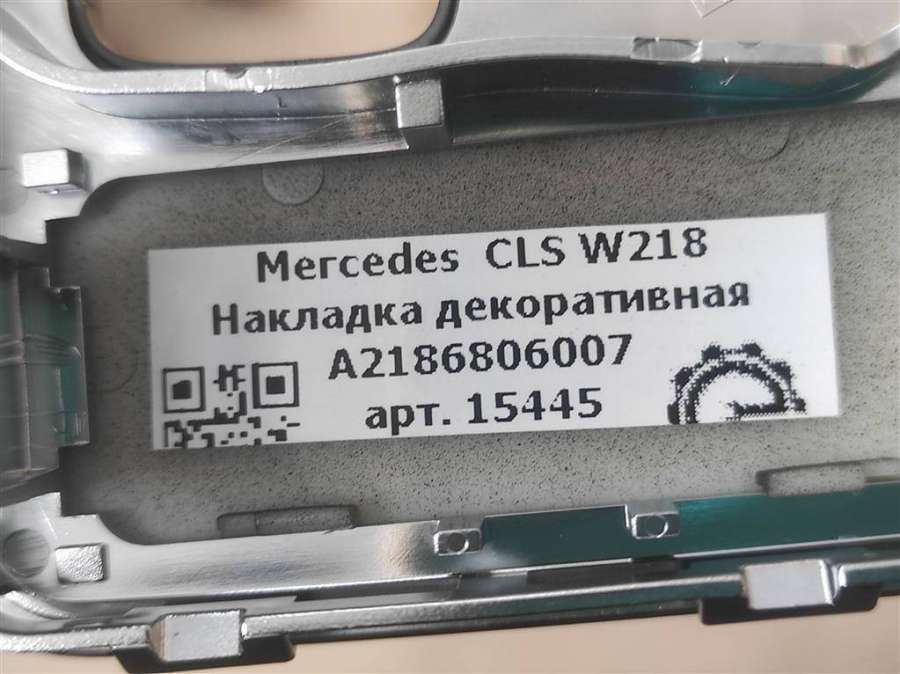 Mercedes CLS W218
Накладка декоративная
A2186806007
арт. 15445